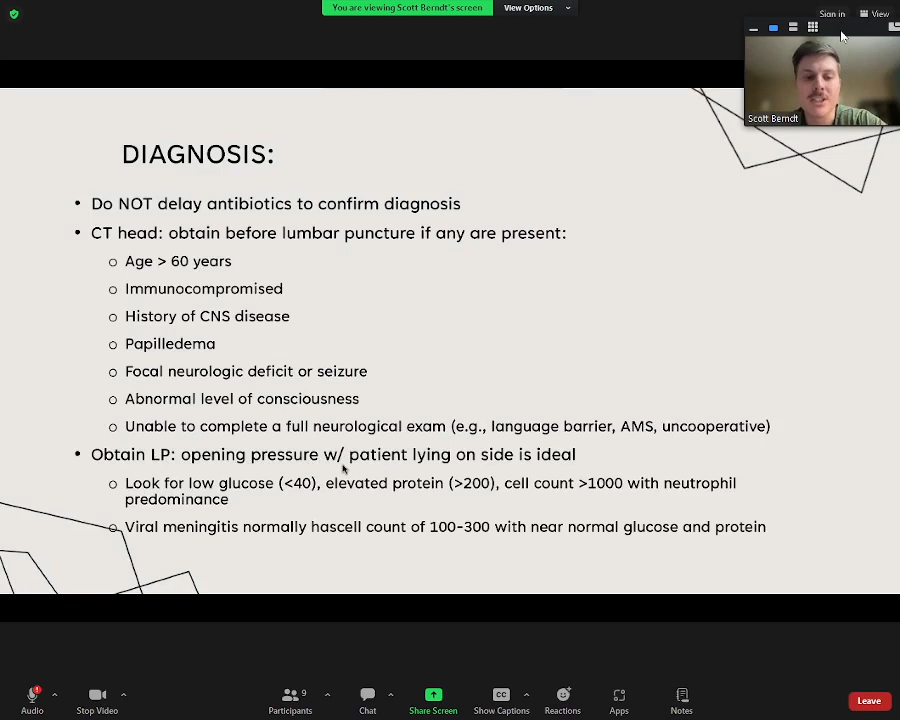 You are viewing Scott Berndt's screen
View Options
Sign in
View
Scott Berndt
DIAGNOSIS:
• Do NOT delay antibiotics to confirm diagnosis
• CT head: obtain before lumbar puncture if any are present:
o Age > 60 years
o Immunocompromised
o History of CNS disease
o Papilledema
o Focal neurologic deficit or seizure
o Abnormal level of consciousness
o Unable to complete a full neurological exam (e.g., language barrier, AMS, uncooperative)
• Obtain LP: opening pressure w/ patient lying on side is ideal
o Look for low glucose (<40), elevated protein (>200), cell count >1000 with neutrophil
predominance
o Viral meningitis normally hascell count of 100-300 with near normal glucose and protein
Audio
Stop Video
Participants
9
Chat
Share Screen
CC
Show Captions
Reactions
Apps
Notes
Leave